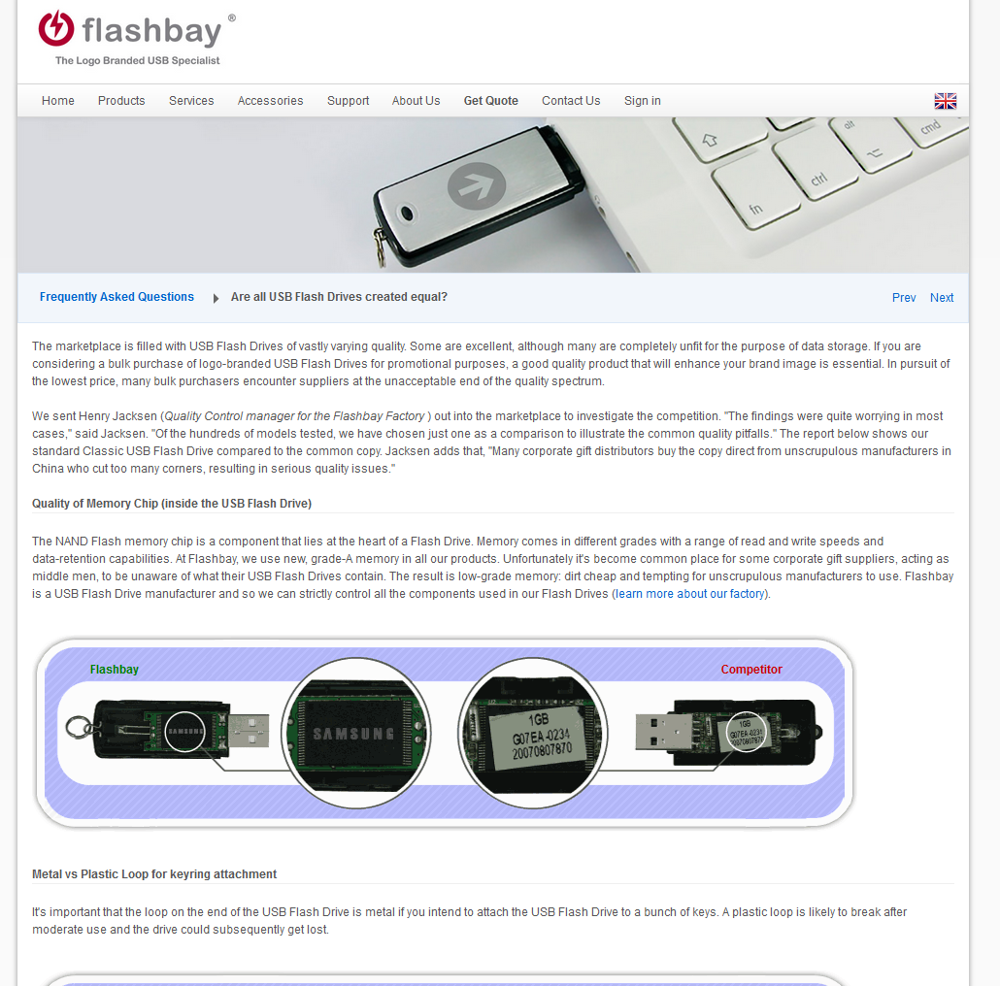 flashbay ®
The Logo Branded USB Specialist
Home Products Services Accessories Support About Us Get Quote Contact Us Sign in
alt
cmd
ctrl
fn
Frequently Asked Questions Are all USB Flash Drives created equal? Prev Next
The marketplace is filled with USB Flash Drives of vastly varying quality. Some are excellent, although many are completely unfit for the purpose of data storage. If you are
considering a bulk purchase of logo-branded USB Flash Drives for promotional purposes, a good quality product that will enhance your brand image is essential. In pursuit of
the lowest price, many bulk purchasers encounter suppliers at the unacceptable end of the quality spectrum.
We sent Henry Jacksen (Quality Control manager for the Flashbay Factory ) out into the marketplace to investigate the competition. "The findings were quite worrying in most
cases," said Jacksen. "Of the hundreds of models tested, we have chosen just one as a comparison to illustrate the common quality pitfalls." The report below shows our
standard Classic USB Flash Drive compared to the common copy. Jacksen adds that, "Many corporate gift distributors buy the copy direct from unscrupulous manufacturers in
China who cut too many corners, resulting in serious quality issues."
Quality of Memory Chip (inside the USB Flash Drive)
The NAND Flash memory chip is a component that lies at the heart of a Flash Drive. Memory comes in different grades with a range of read and write speeds and
data-retention capabilities. At Flashbay, we use new, grade-A memory in all our products. Unfortunately it's become common place for some corporate gift suppliers, acting as
middle men, to be unaware of what their USB Flash Drives contain. The result is low-grade memory: dirt cheap and tempting for unscrupulous manufacturers to use. Flashbay
is a USB Flash Drive manufacturer and so we can strictly control all the components used in our Flash Drives (learn more about our factory).
Flashbay Competitor
SAMSUNG
SAMSUNG
1GB
G07EA-0234
20070807870
1GB
G07EA-0234
20070807870
Metal vs Plastic Loop for keyring attachment
It's important that the loop on the end of the USB Flash Drive is metal if you intend to attach the USB Flash Drive to a bunch of keys. A plastic loop is likely to break after
moderate use and the drive could subsequently get lost.